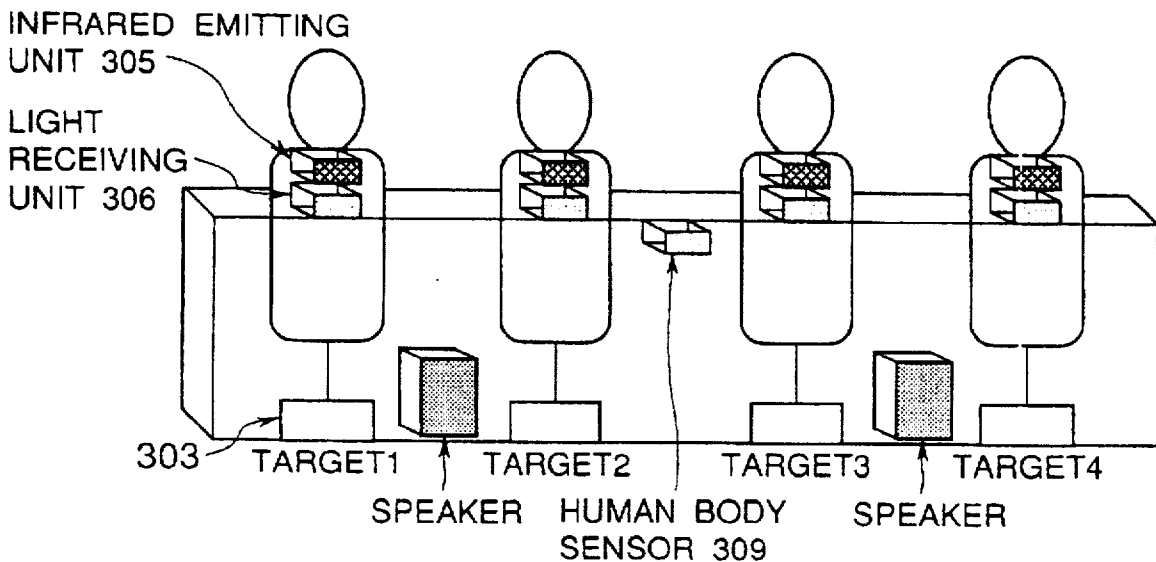 INFRARED EMITTING
UNIT 305
LIGHT
RECEIVING
UNIT 306
303
TARGET1
TARGET2
TARGET3
TARGET4
SPEAKER
HUMAN BODY
SENSOR 309
SPEAKER